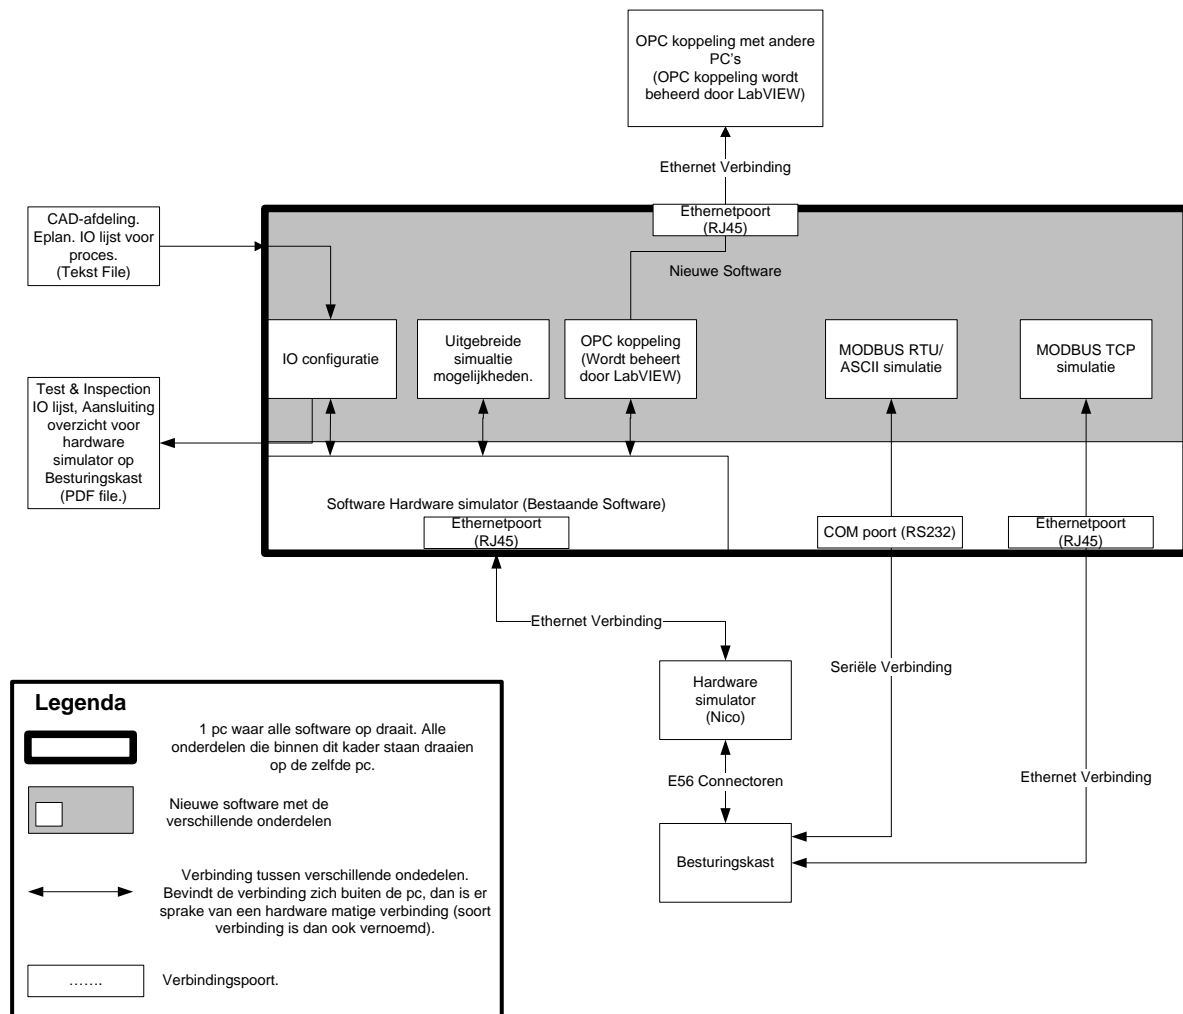 OPC koppeling met andere
PC's
(OPC koppeling wordt
beheerd door LabVIEW)
Ethernet Verbinding
CAD-afdeling.
Eplan. IO lijst voor
proces.
(Tekst File)
Ethernetpoort
(RJ45)
Nieuwe Software
IO configuratie
Uitgebreide
simualtie
mogelijkheden.
OPC koppeling
(Wordt beheert
door LabVIEW)
MODBUS RTU/
ASCII simulatie
MODBUS TCP
simulatie
Test & Inspection
IO lijst, Aansluiting
overzicht voor
hardware
simulator op
Besturingskast
(PDF file.)
Software Hardware simulator (Bestaande Software)
Ethernetpoort
(RJ45)
COM poort (RS232)
Ethernetpoort
(RJ45)
Ethernet Verbinding
Seriële Verbinding
Hardware
simulator
(Nico)
E56 Connectoren
Ethernet Verbinding
Besturingskast
Legenda
1 pc waar alle software op draait. Alle
onderdelen die binnen dit kader staan draaien
op de zelfde pc.
Nieuwe software met de
verschillende onderdelen
Verbinding tussen verschillende ondedelen.
Bevindt de verbinding zich buiten de pc, dan is er
sprake van een hardware matige verbinding (soort
verbinding is dan ook vernoemd).
.......
Verbindingspoort.